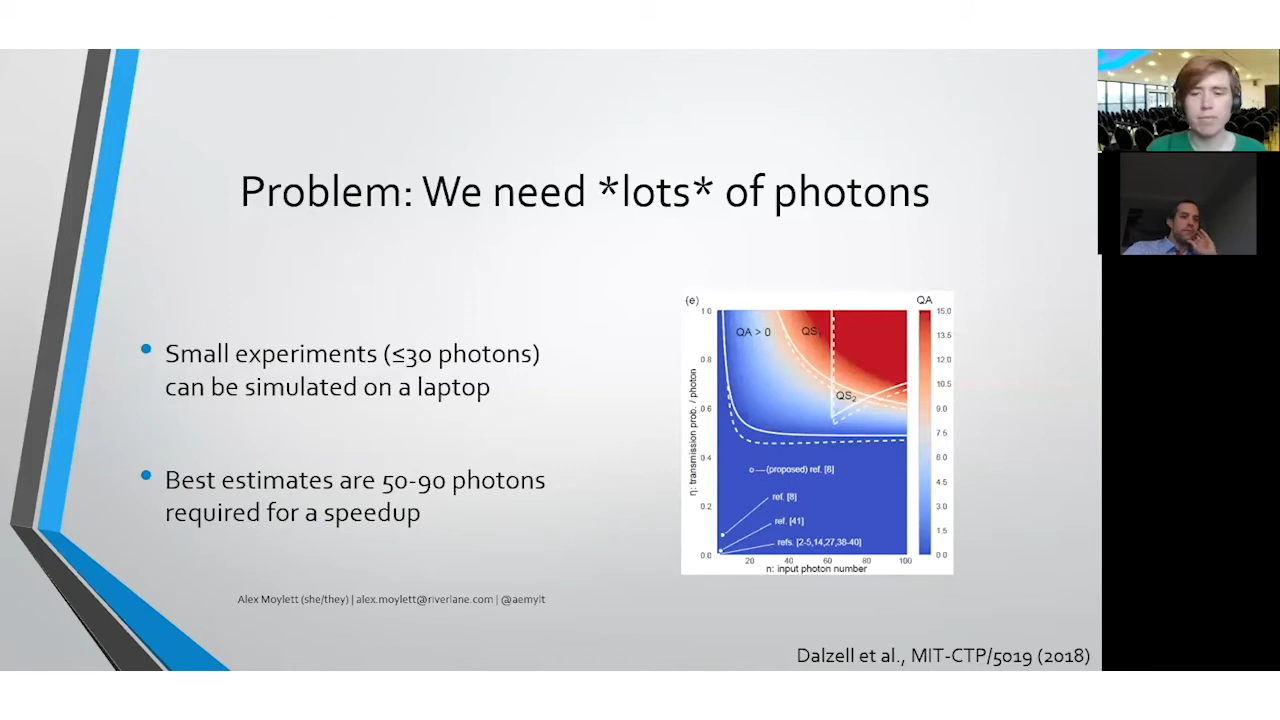 Problem: We need *lots* of photons
• Small experiments (≤30 photons)
can be simulated on a laptop
• Best estimates are 50-90 photons
required for a speedup
(e)
QA
1.0
0.8
0.6
0.4
0.2
0.0
η: transmission prob. / photon
QA > 0
QS₁
QS₂
(proposed) ref. [8]
ref. [8]
ref. [41]
refs. [2-5,14,27,38-40]
20
40
60
80
100
n: input photon number
15.0
13.5
12.0
10.5
9.0
7.5
6.0
4.5
3.0
1.5
0.0
Alex Moylett (she/they) | alex.moylett@riverlane.com | @aemylt
Dalzell et al., MIT-CTP/5019 (2018)